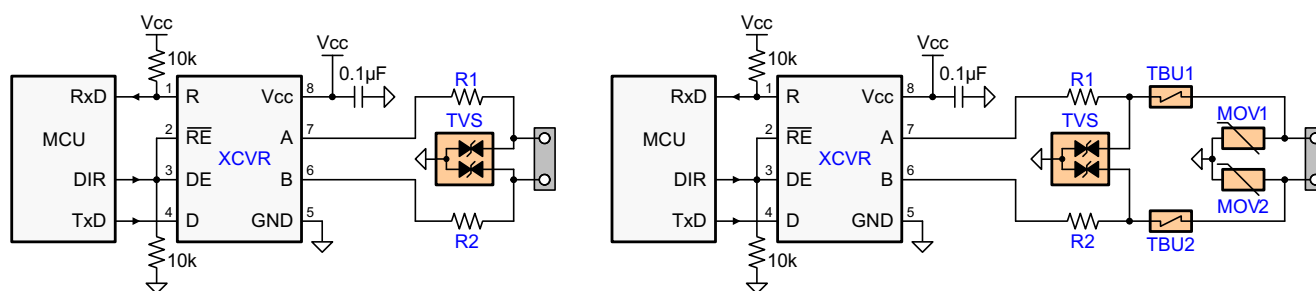 Vcc
10k
RxD
MCU
DIR
TxD
1
2
3
4
R
RE
DE
D
XCVR
Vcc
A
B
GND
8
7
6
5
Vcc
0.1μF
R1
TVS
R2
10k
Vcc
10k
RxD
MCU
DIR
TxD
1
2
3
4
R
RE
DE
D
XCVR
Vcc
A
B
GND
8
7
6
5
Vcc
0.1μF
R1
TVS
R2
TBU1
MOV1
MOV2
TBU2
10k